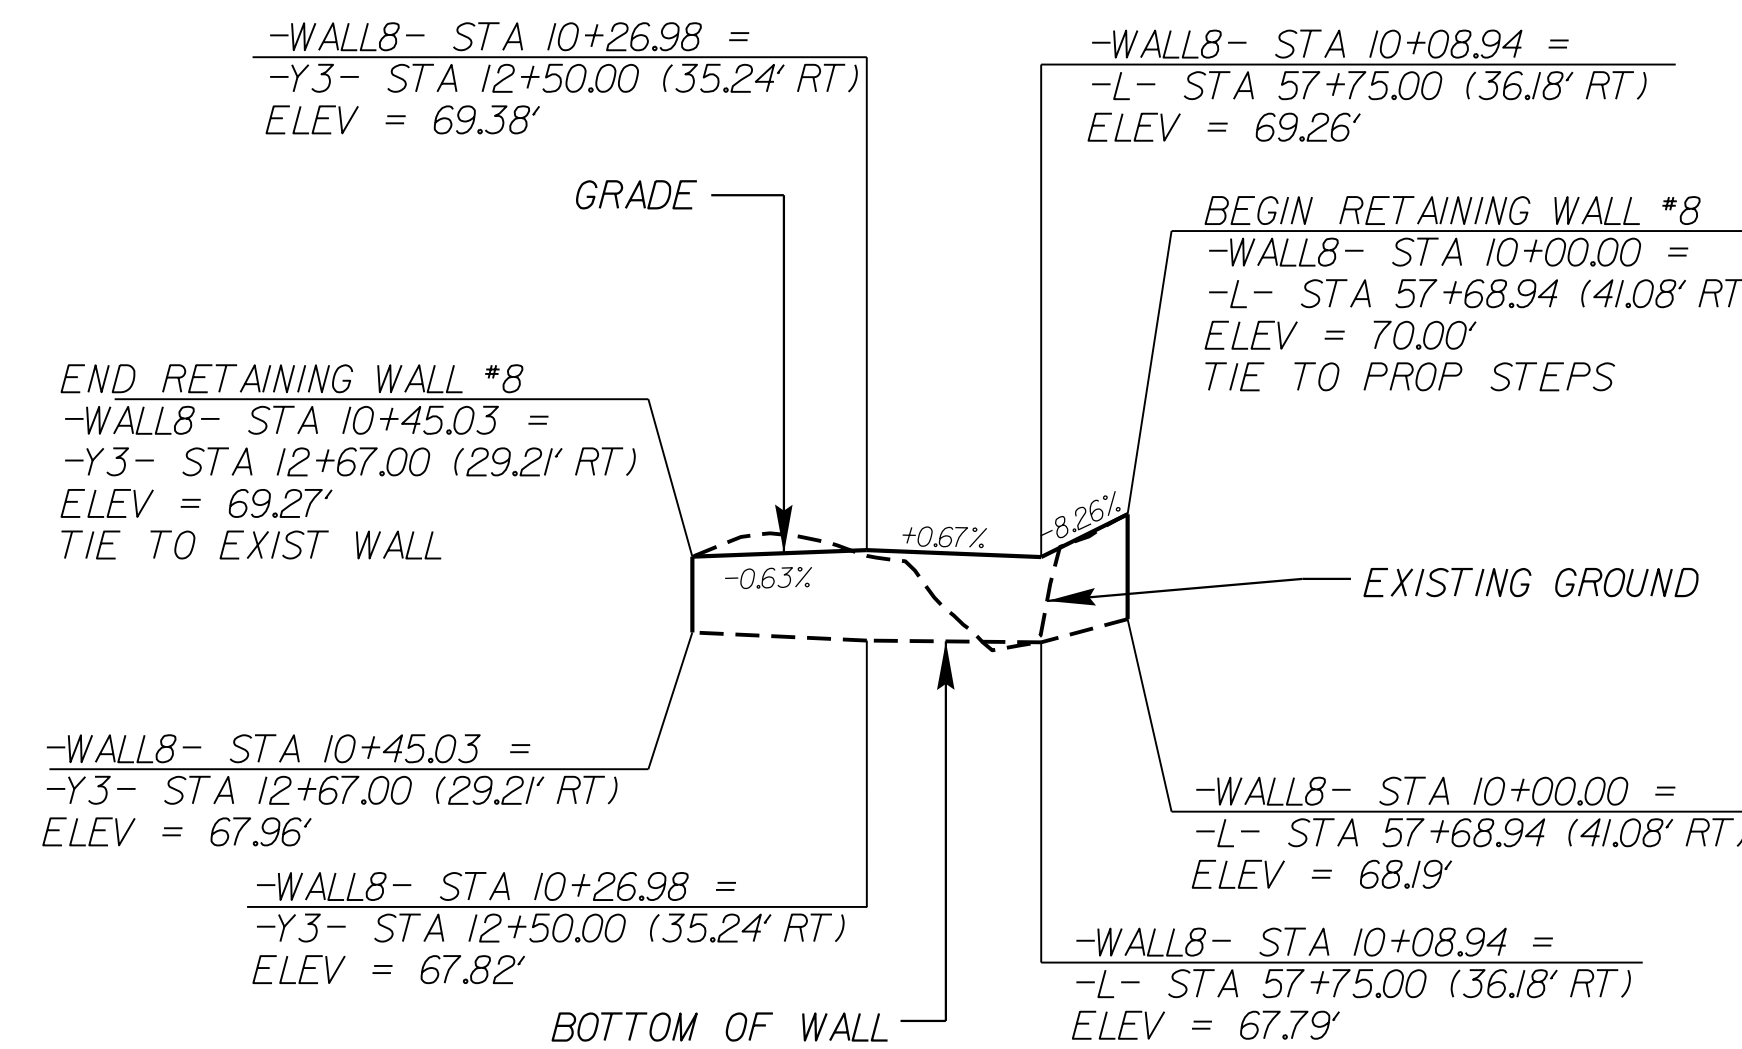 -WALL8- STA 10+26.98 =
-Y3- STA 12+50.00 (35.24' RT)
ELEV = 69.38'
-WALL8- STA 10+08.94 =
-L- STA 57+75.00 (36.18' RT)
ELEV = 69.26'
GRADE
BEGIN RETAINING WALL #8
-WALL8- STA 10+00.00 =
-L- STA 57+68.94 (41.08' RT
ELEV = 70.00'
TIE TO PROP STEPS
END RETAINING WALL #8
-WALL8- STA 10+45.03 =
-Y3- STA 12+67.00 (29.21' RT)
ELEV = 69.27'
TIE TO EXIST WALL
-0.63%
+0.67%
-8.26%
EXISTING GROUND
-WALL8- STA 10+45.03 =
-Y3- STA 12+67.00 (29.21' RT)
ELEV = 67.96'
-WALL8- STA 10+26.98 =
-Y3- STA 12+50.00 (35.24' RT)
ELEV = 67.82'
BOTTOM OF WALL
-WALL8- STA 10+00.00 =
-L- STA 57+68.94 (41.08' RT)
ELEV = 68.19'
-WALL8- STA 10+08.94 =
-L- STA 57+75.00 (36.18' RT)
ELEV = 67.79'